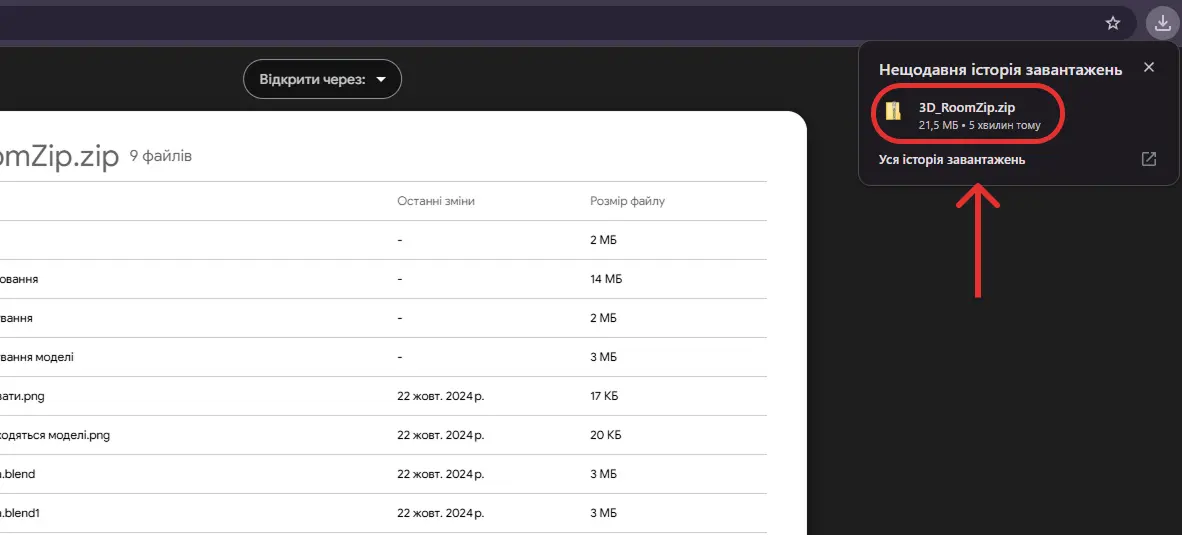 Відкрити через:
Нещодавня історія завантажень
3D_RoomZip.zip
21,5 МБ • 5 хвилин тому
Уся історія завантажень
omZip.zip 9 файлів
Останні зміни Розмір файлу
- 2 МБ
овання - 14 МБ
вання - 2 МБ
вання моделі - 3 МБ
вати.png 22 жовт. 2024 р. 17 КБ
ходяться моделі.png 22 жовт. 2024 р. 20 КБ
.blend 22 жовт. 2024 р. 3 МБ
.blend1 22 жовт. 2024 р. 3 МБ